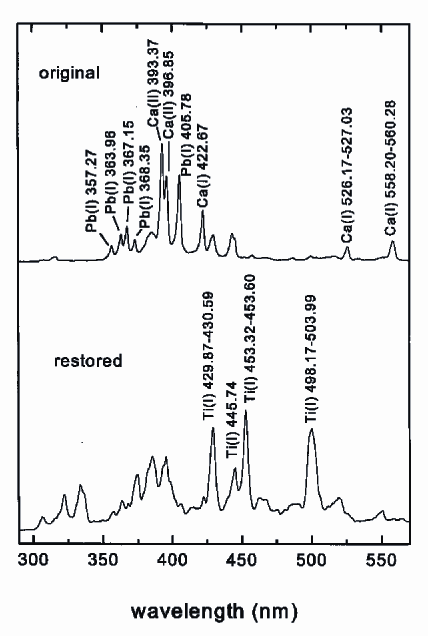 original
Pb(I) 357.27
Pb(I) 363.98
Pb(I) 367.15
Pb(I) 368.35
Ca(II) 393.37
Ca(II) 396.85
Pb(I) 405.78
Ca(I) 422.67
Ca(I) 526.17-527.03
Ca(I) 558.20-560.28
restored
Ti(I) 429.87-430.59
Ti(I) 445.74
Ti(I) 453.32-453.60
Ti(I) 498.17-503.99
300 350 400 450 500 550
wavelength (nm)